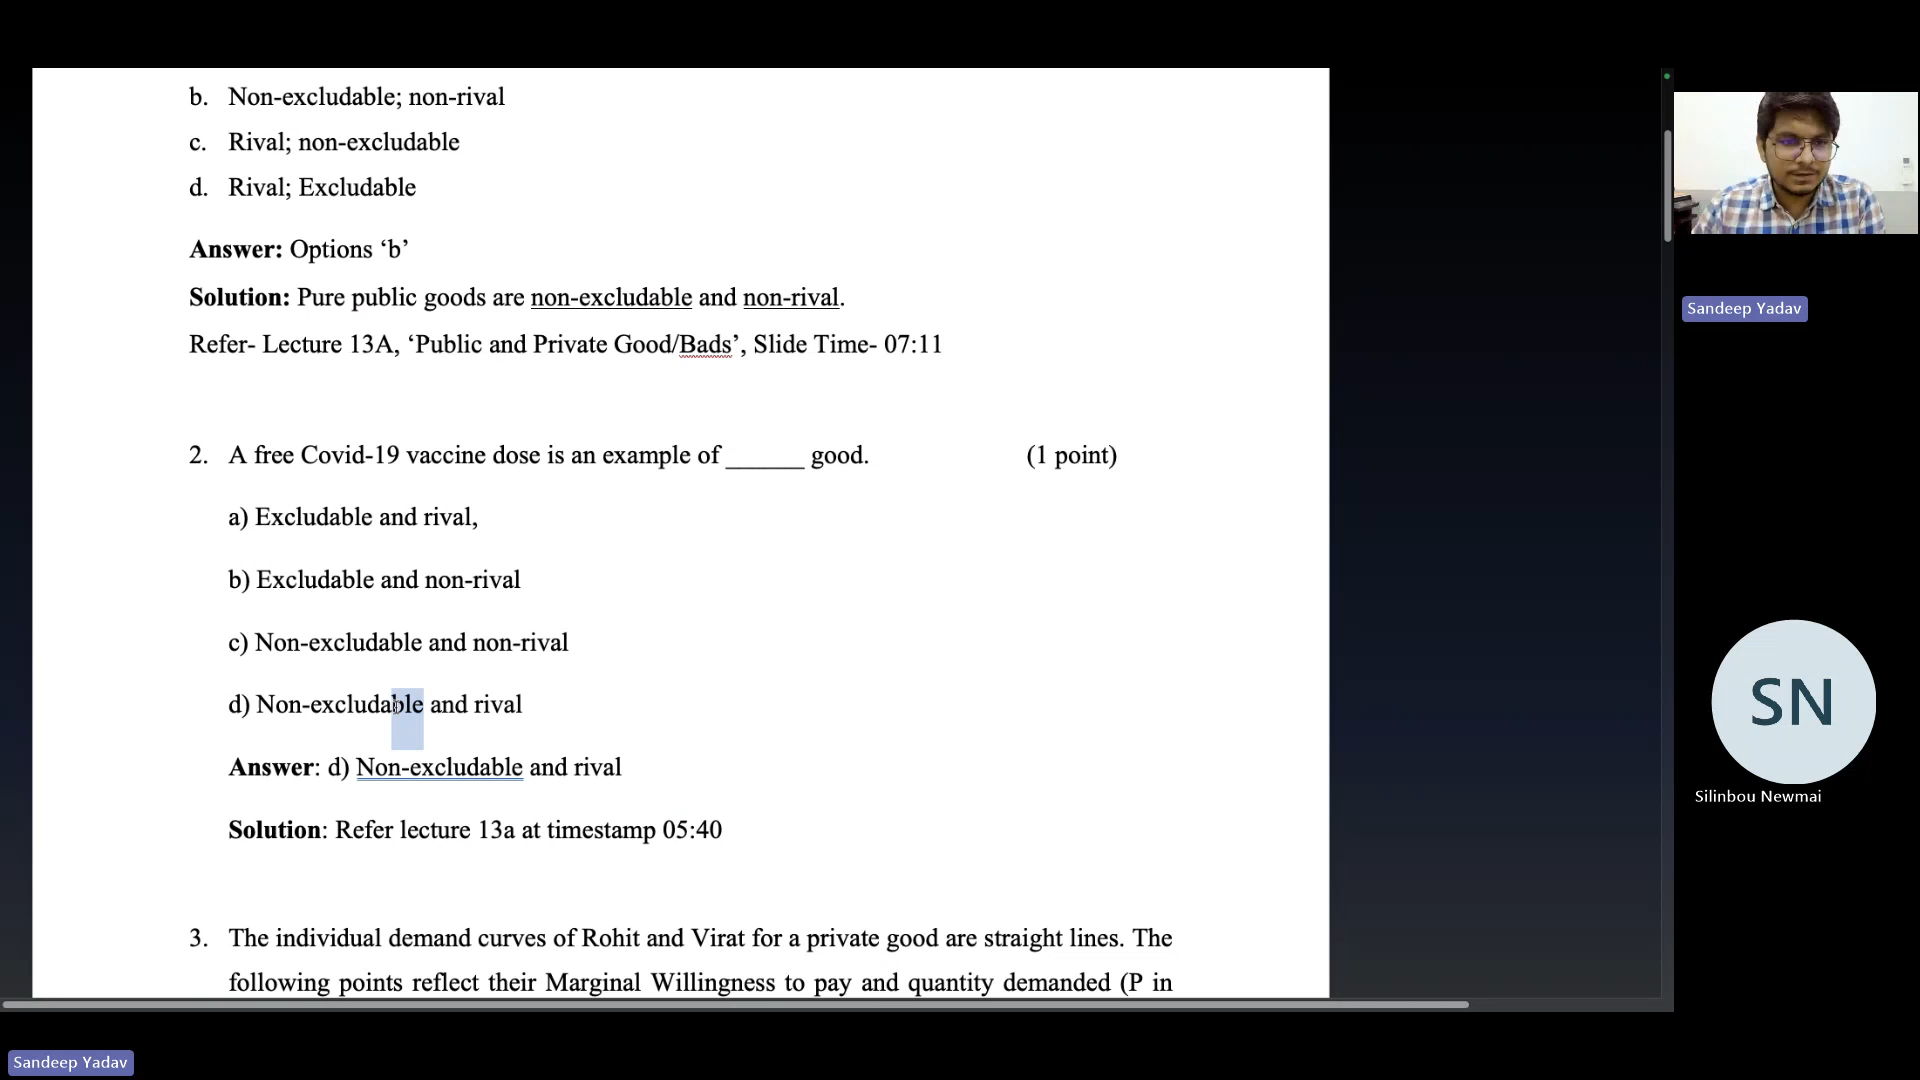 b. Non-excludable; non-rival
c. Rival; non-excludable
d. Rival; Excludable
Answer: Options ‘b’
Solution: Pure public goods are non-excludable and non-rival.
Refer- Lecture 13A, ‘Public and Private Good/Bads’, Slide Time- 07:11
2. A free Covid-19 vaccine dose is an example of ______ good. (1 point)
a) Excludable and rival,
b) Excludable and non-rival
c) Non-excludable and non-rival
d) Non-excludable and rival
Answer: d) Non-excludable and rival
Solution: Refer lecture 13a at timestamp 05:40
3. The individual demand curves of Rohit and Virat for a private good are straight lines. The
following points reflect their Marginal Willingness to pay and quantity demanded (P in
Sandeep Yadav
SN
Silinbou Newmai
Sandeep Yadav